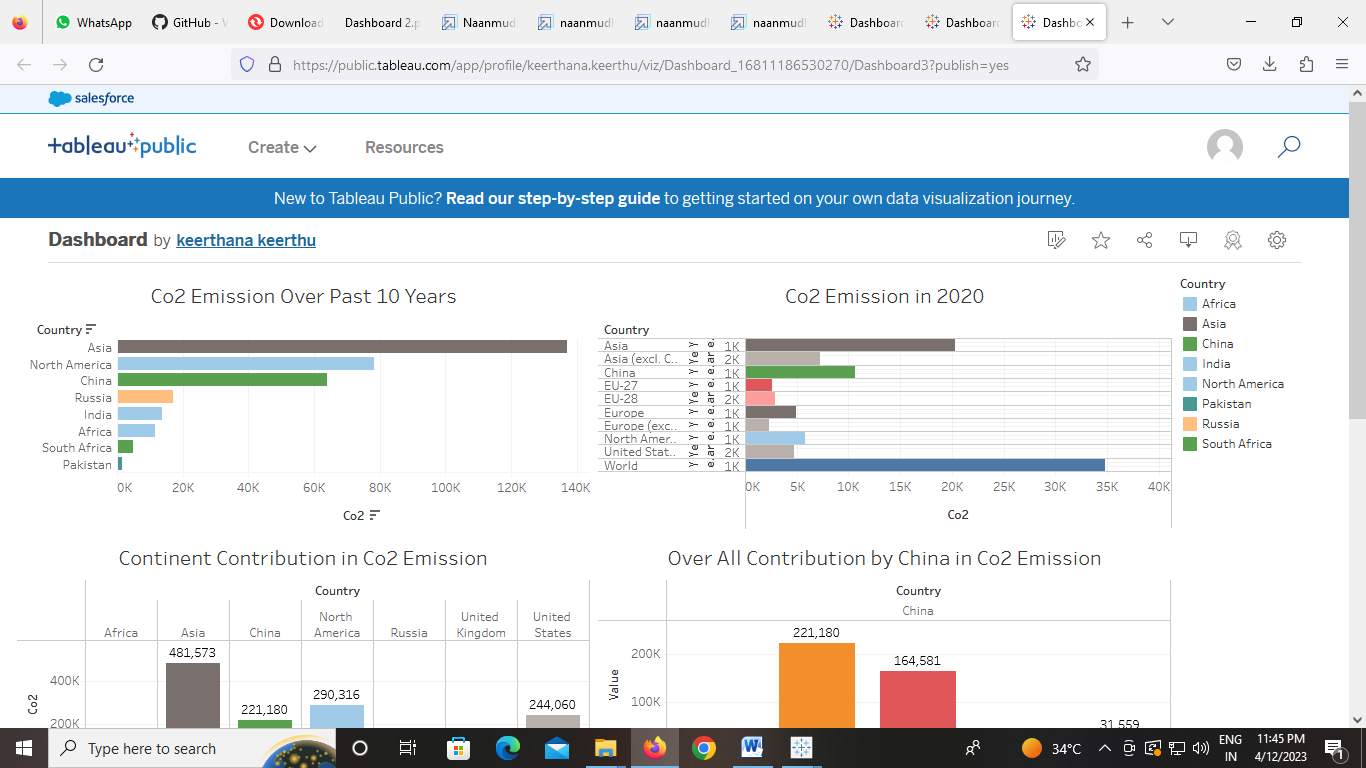 WhatsApp
GitHub - V
Download
Dashboard 2.p
Naanmud
naanmudl
naanmudl
naanmudl
Dashboard
Dashboard
Dashbo
https://public.tableau.com/app/profile/keerthana.keerthu/viz/Dashboard_16811186530270/Dashboard3?publish=yes
salesforce
tableau public
Create
Resources
New to Tableau Public? Read our step-by-step guide to getting started on your own data visualization journey.
Dashboard by keerthana keerthu
Co2 Emission Over Past 10 Years
Country
Asia
North America
China
Russia
India
Africa
South Africa
Pakistan
0K 20K 40K 60K 80K 100K 120K 140K
Co2
Co2 Emission in 2020
Country
Asia 1K
Asia (excl. C.. 2K
China 1K
EU-27 1K
EU-28 2K
Europe 1K
Europe (exc.. 2K
North Amer.. 1K
United Stat.. 2K
World 1K
0K 5K 10K 15K 20K 25K 30K 35K 40K
Co2
Country
Africa
Asia
China
India
North America
Pakistan
Russia
South Africa
Continent Contribution in Co2 Emission
Country
Africa
Asia
China
North
America
Russia
United
Kingdom
United
States
Co2
400K
200K
481,573
221,180
290,316
244,060
Over All Contribution by China in Co2 Emission
Country
China
Value
200K
100K
221,180
164,581
31,559
Type here to search
34°C
ENG
IN
11:45 PM
4/12/2023
1